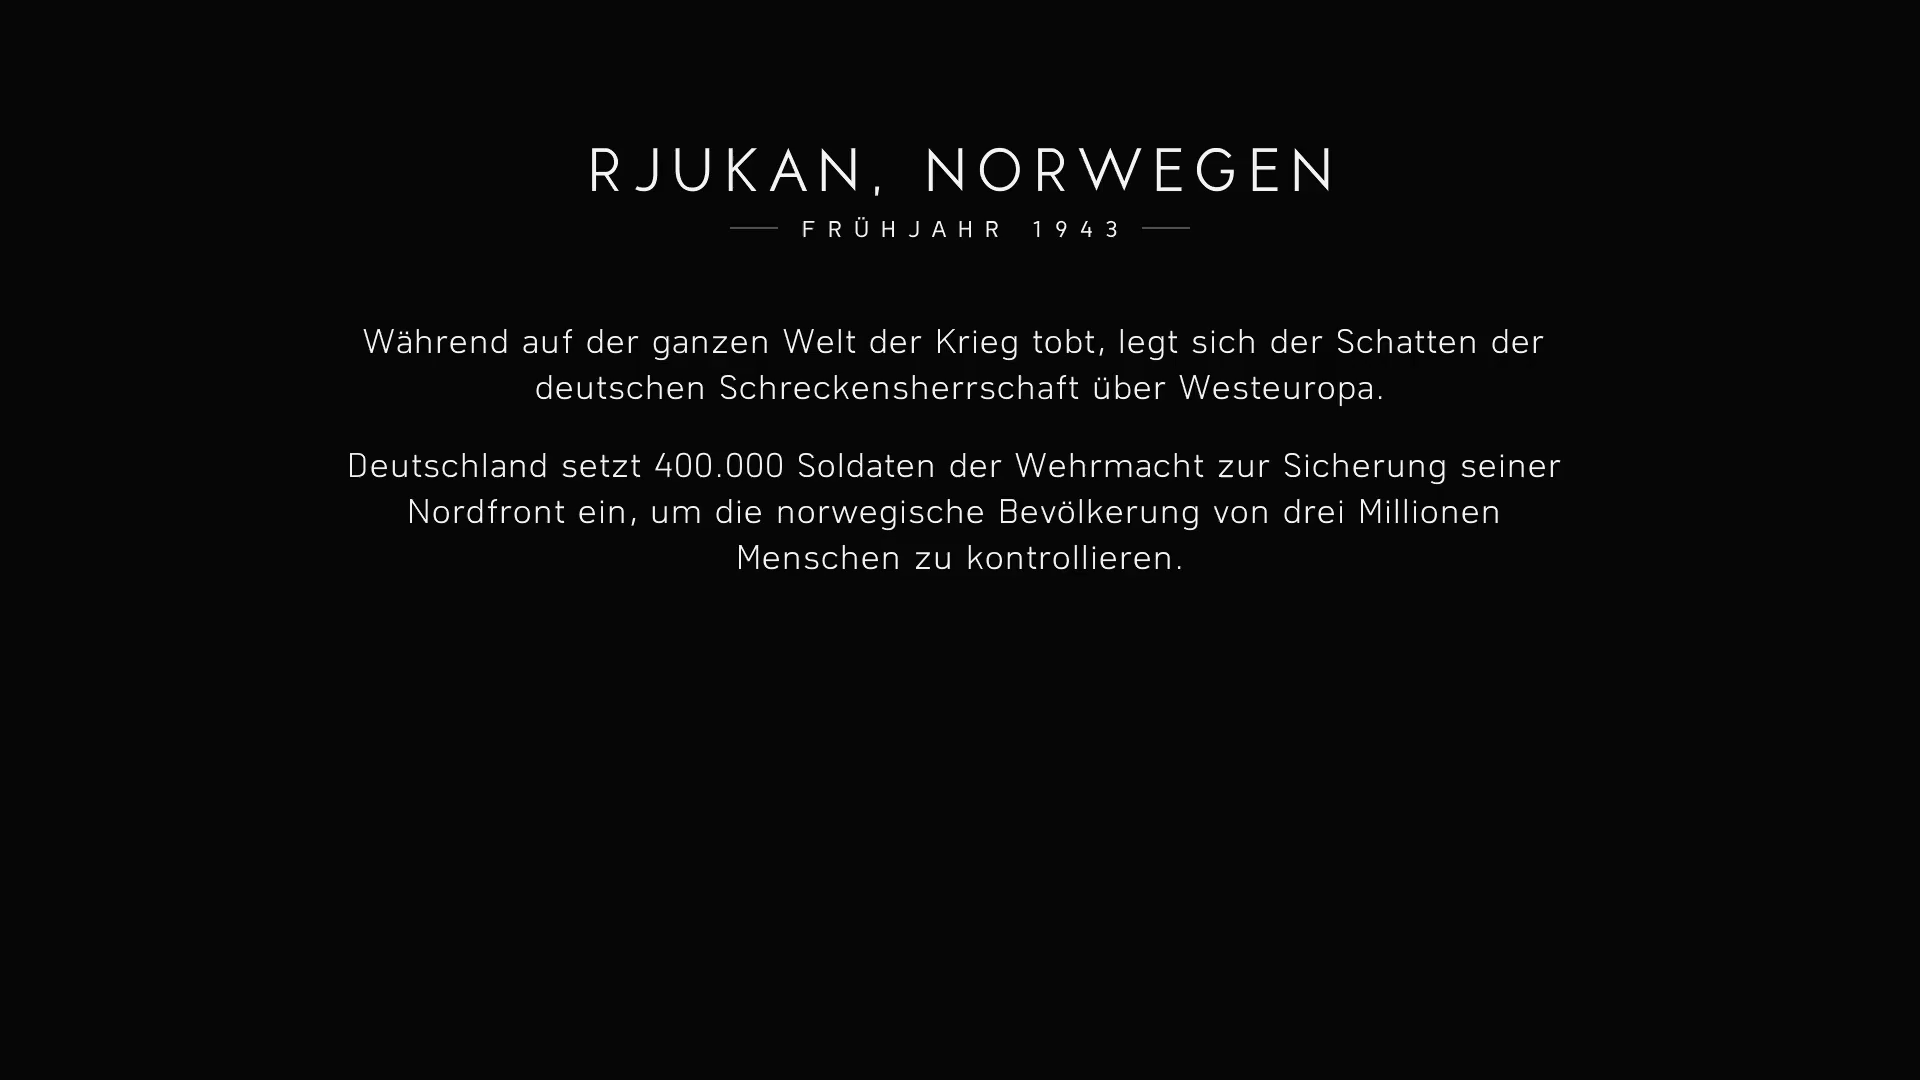 RJUKAN, NORWEGEN
FRÜHJAHR 1943
Während auf der ganzen Welt der Krieg tobt, legt sich der Schatten der
deutschen Schreckensherrschaft über Westeuropa.
Deutschland setzt 400.000 Soldaten der Wehrmacht zur Sicherung seiner
Nordfront ein, um die norwegische Bevölkerung von drei Millionen
Menschen zu kontrollieren.